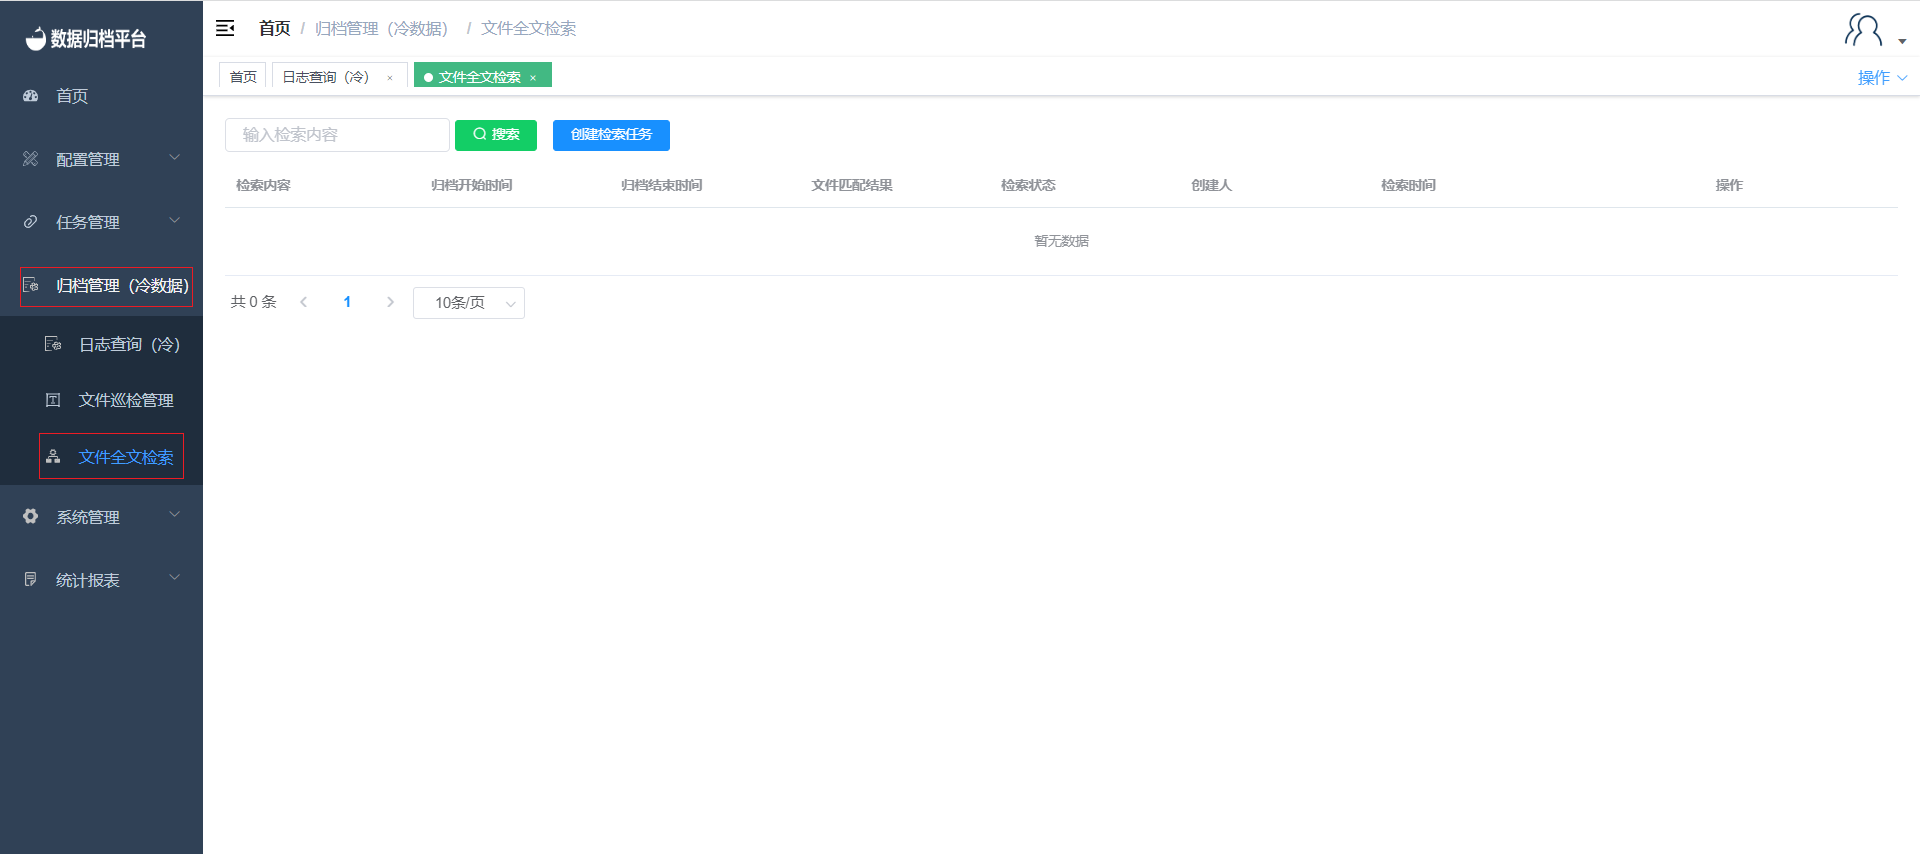 数据归档平台
首页
配置管理
任务管理
归档管理（冷数据）
日志查询（冷）
文件巡检管理
文件全文检索
系统管理
统计报表
首页 / 归档管理（冷数据） / 文件全文检索
首页 日志查询（冷） × 文件全文检索 × 操作
输入检索内容 搜索 创建检索任务
检索内容 归档开始时间 归档结束时间 文件匹配结果 检索状态 创建人 检索时间 操作
暂无数据
共 0 条 1 10条/页